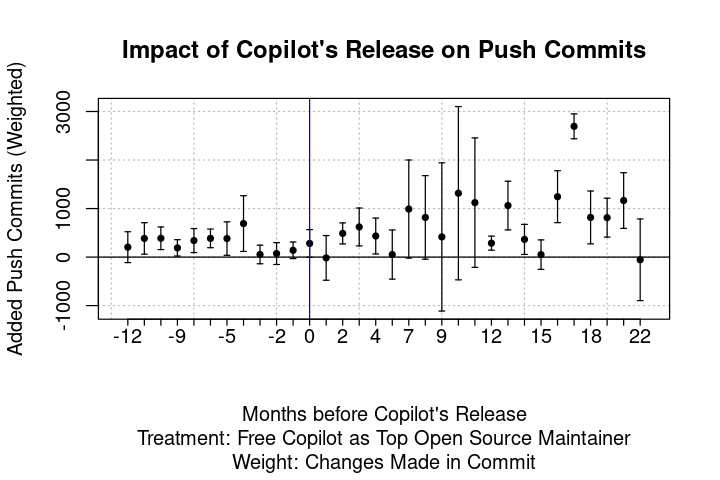 Impact of Copilot's Release on Push Commits
Added Push Commits (Weighted)
3000
1000
0
-1000
-12 -9 -5 -2 0 2 4 7 9 12 15 18 22
Months before Copilot's Release
Treatment: Free Copilot as Top Open Source Maintainer
Weight: Changes Made in Commit